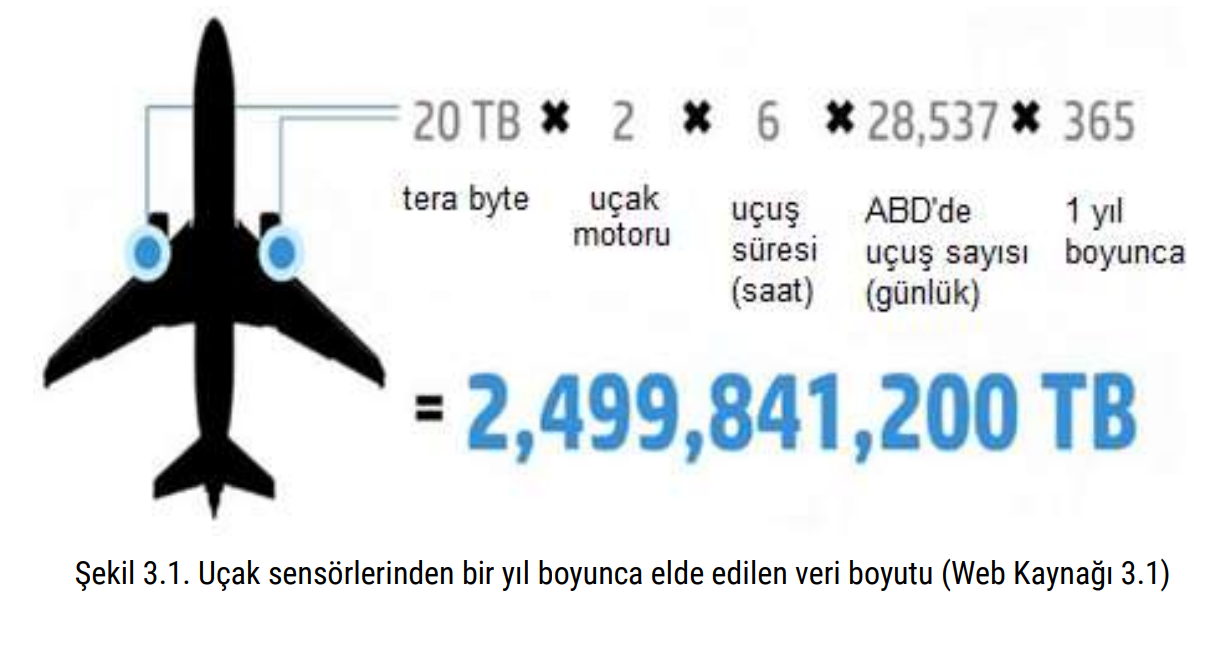 20 TB × 2 × 6 × 28,537 × 365
tera byte
uçak
motoru
uçuş
süresi
(saat)
ABD'de
uçuş sayısı
(günlük)
1 yıl
boyunca
= 2,499,841,200 TB
Şekil 3.1. Uçak sensörlerinden bir yıl boyunca elde edilen veri boyutu (Web Kaynağı 3.1)